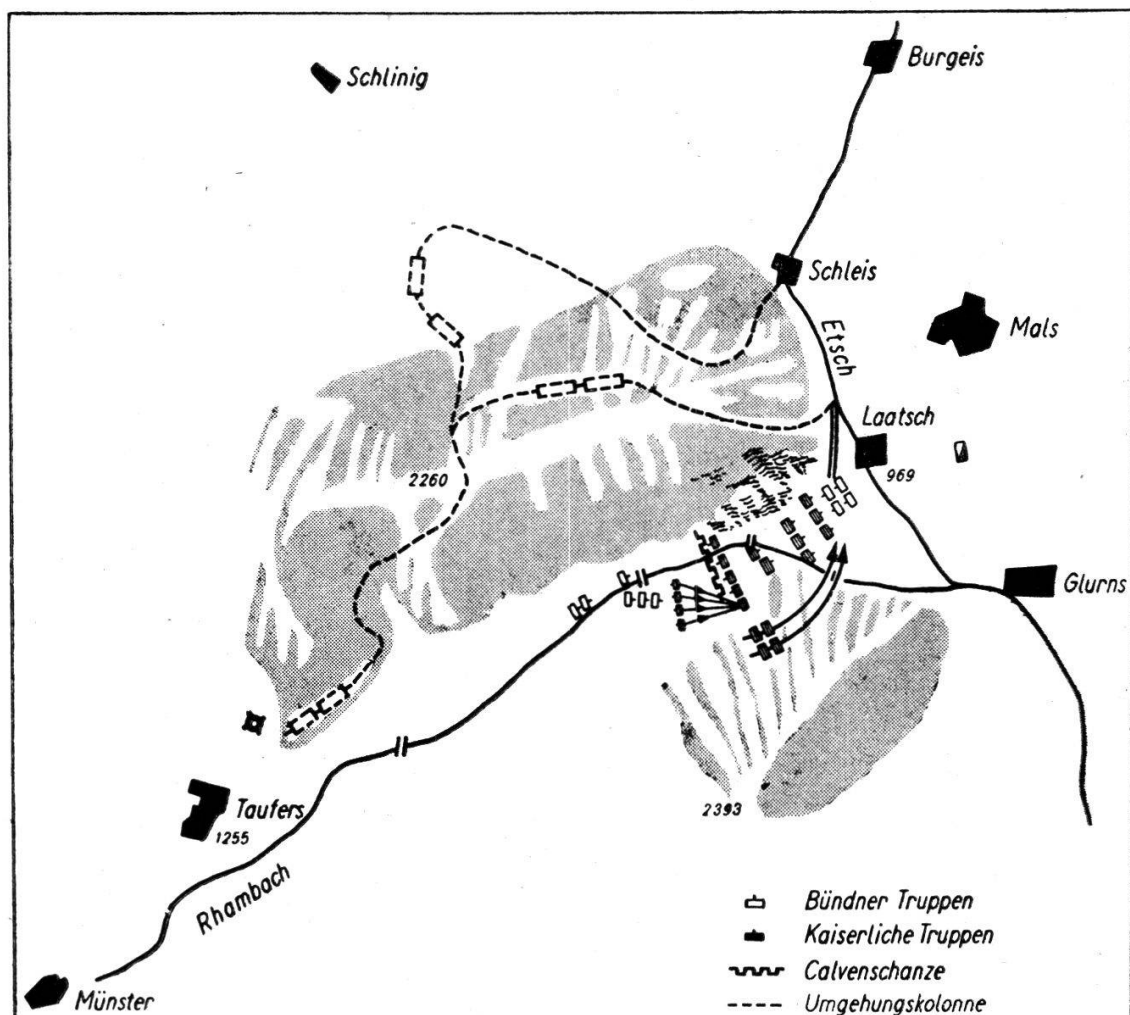 Burgeis
Schlinig
Schleis
Mals
Etsch
Laatsch
969
2260
Glurns
Taufers
1255
2393
Rhambach
Münster
Bündner Truppen
Kaiserliche Truppen
Calvenschanze
Umgehungskolonne